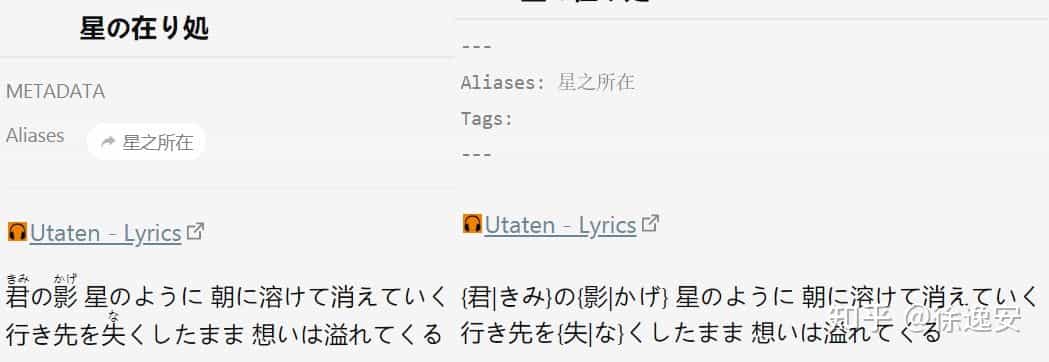 星の在り処
METADATA
Aliases 星之所在
Utaten - Lyrics
きみ かげ
君の影 星のように 朝に溶けて消えていく
な
行き先を失くしたまま 想いは溢れてくる
---
Aliases: 星之所在
Tags:
---
Utaten - Lyrics
{君|きみ}の{影|かげ} 星のように 朝に溶けて消えていく
行き先を{失|な}くしたまま 想いは溢れてくる
知乎 @徐逸安